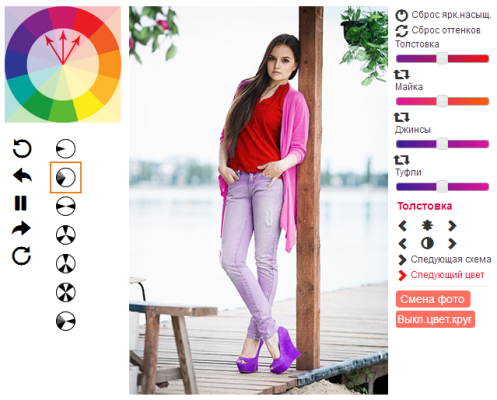 Сброс ярк.насыщ.
Сброс оттенков
Толстовка
Майка
Джинсы
Туфли
Толстовка
Следующая схема
Следующий цвет
Смена фото
Выкл.цвет.круг